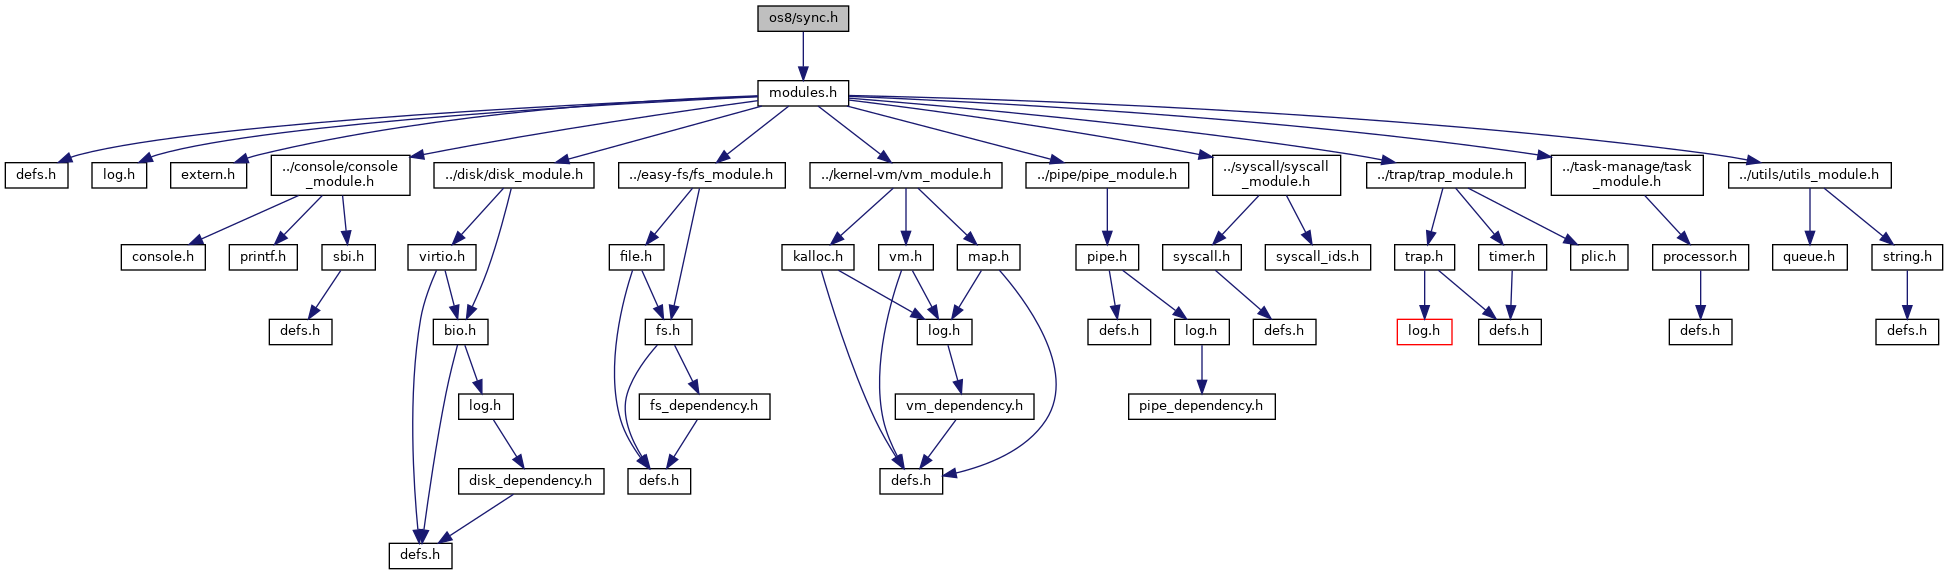 os8/sync.h
modules.h
defs.h
log.h
extern.h
../console/console
_module.h
../disk/disk_module.h
../easy-fs/fs_module.h
../kernel-vm/vm_module.h
../pipe/pipe_module.h
../syscall/syscall
_module.h
../trap/trap_module.h
../task-manage/task
_module.h
../utils/utils_module.h
console.h
printf.h
sbi.h
virtio.h
file.h
kalloc.h
vm.h
map.h
pipe.h
syscall.h
syscall_ids.h
trap.h
timer.h
plic.h
processor.h
queue.h
string.h
defs.h
bio.h
fs.h
log.h
defs.h
log.h
defs.h
log.h
defs.h
defs.h
defs.h
log.h
fs_dependency.h
vm_dependency.h
pipe_dependency.h
disk_dependency.h
defs.h
defs.h
defs.h